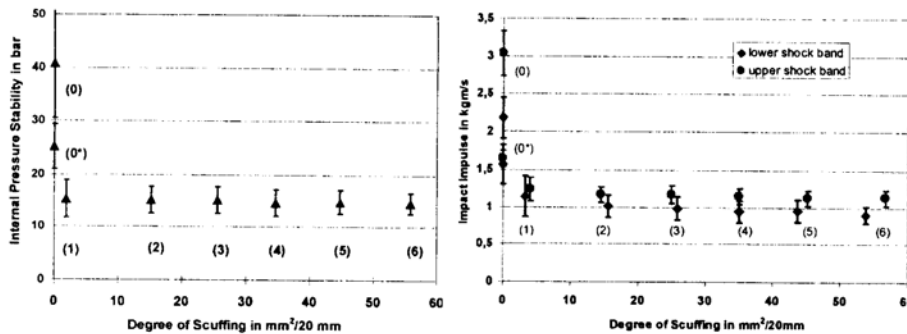 Internal Pressure Stability in bar
50
40
30
20
10
0
(0)
(0*)
(1) (2) (3) (4) (5) (6)
0 10 20 30 40 50 60
Degree of Scuffing in mm²/20 mm
Impact Impulse in kgm/s
3,5
3
2,5
2
1,5
1
0,5
0
lower shock band
upper shock band
(0)
(0*)
(1) (2) (3) (4) (5) (6)
0 10 20 30 40 50 60
Degree of Scuffing in mm²/20mm